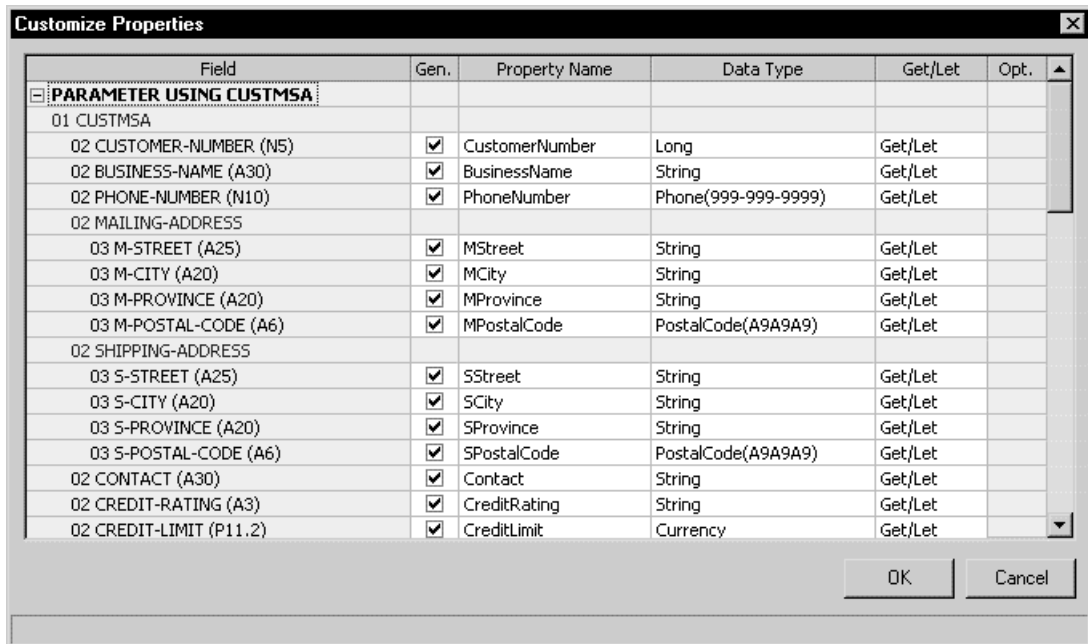 Customize Properties
Field Gen. Property Name Data Type Get/Let Opt.
PARAMETER USING CUSTMSA
01 CUSTMSA
02 CUSTOMER-NUMBER (N5) CustomerNumber Long Get/Let
02 BUSINESS-NAME (A30) BusinessName String Get/Let
02 PHONE-NUMBER (N10) PhoneNumber Phone(999-999-9999) Get/Let
02 MAILING-ADDRESS
03 M-STREET (A25) MStreet String Get/Let
03 M-CITY (A20) MCity String Get/Let
03 M-PROVINCE (A20) MProvince String Get/Let
03 M-POSTAL-CODE (A6) MPostalCode PostalCode(A9A9A9) Get/Let
02 SHIPPING-ADDRESS
03 S-STREET (A25) SStreet String Get/Let
03 S-CITY (A20) SCity String Get/Let
03 S-PROVINCE (A20) SProvince String Get/Let
03 S-POSTAL-CODE (A6) SPostalCode PostalCode(A9A9A9) Get/Let
02 CONTACT (A30) Contact String Get/Let
02 CREDIT-RATING (A3) CreditRating String Get/Let
02 CREDIT-LIMIT (P11.2) CreditLimit Currency Get/Let
OK Cancel